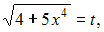 √(4 + 5x⁴) = t,